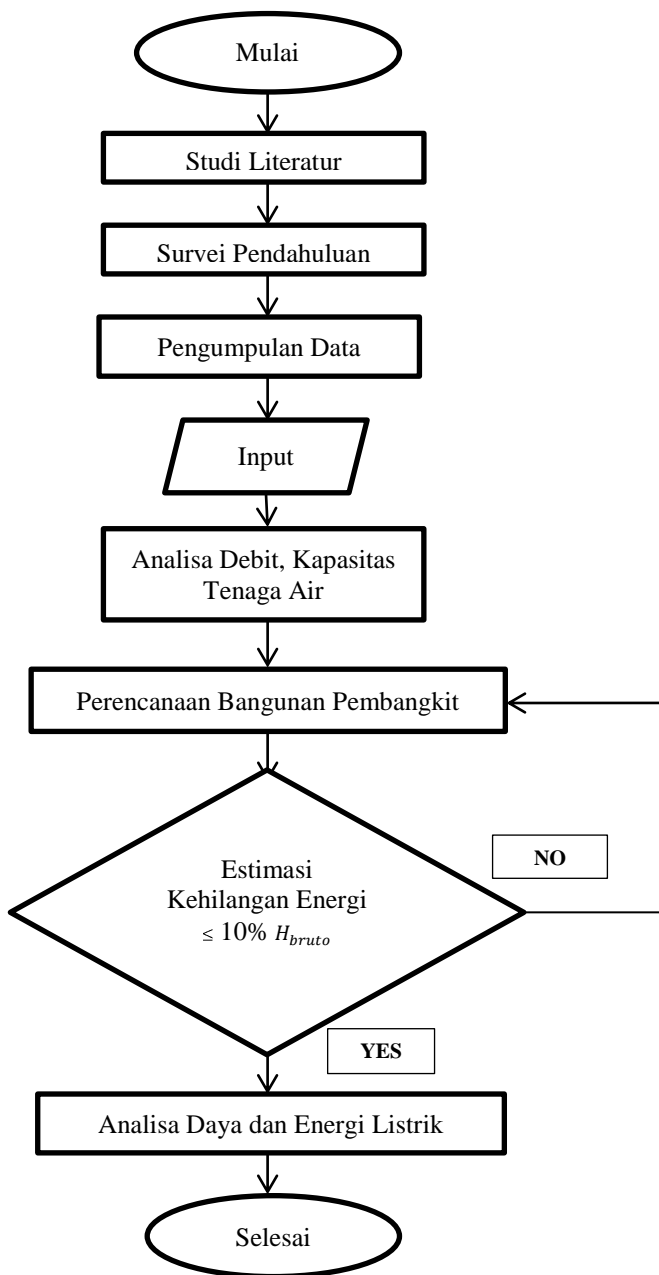 Mulai
Studi Literatur
Survei Pendahuluan
Pengumpulan Data
Input
Analisa Debit, Kapasitas
Tenaga Air
Perencanaan Bangunan Pembangkit
Estimasi
Kehilangan Energi
≤ 10% H_bruto
NO
YES
Analisa Daya dan Energi Listrik
Selesai